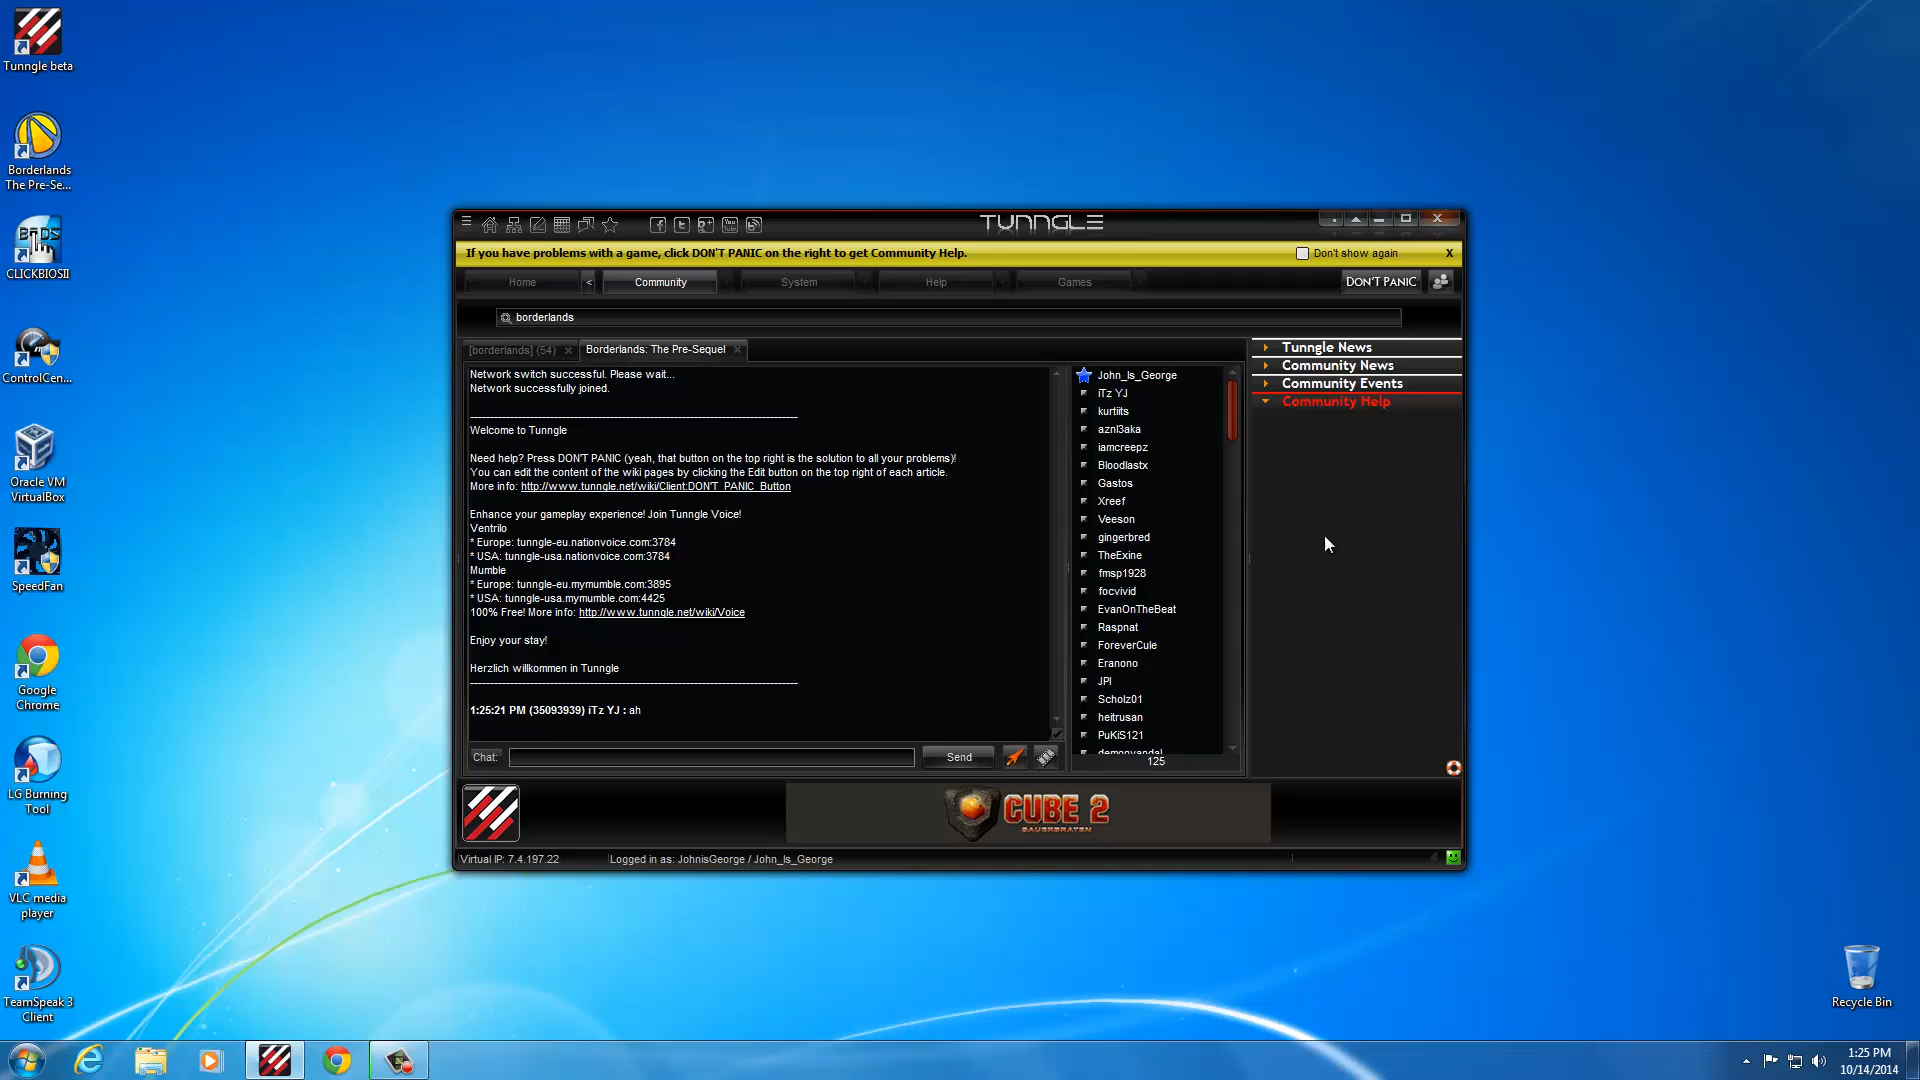 Tunngle beta
Borderlands
The Pre-Se...
CLICKBIOSII
ControlCen...
Oracle VM
VirtualBox
SpeedFan
Google
Chrome
LG Burning
Tool
VLC media
player
TeamSpeak 3
Client
TUNNGLE
If you have problems with a game, click DON'T PANIC on the right to get Community Help.
Don't show again
X
Home
<
Community
System
Help
Games
DON'T PANIC
borderlands
[borderlands] (54)
Borderlands: The Pre-Sequel
Network switch successful. Please wait...
Network successfully joined.
Welcome to Tunngle
Need help? Press DON'T PANIC (yeah, that button on the top right is the solution to all your problems)!
You can edit the content of the wiki pages by clicking the Edit button on the top right of each article.
More info: http://www.tunngle.net/wiki/Client:DON'T_PANIC_Button
Enhance your gameplay experience! Join Tunngle Voice!
Ventrilo
* Europe: tunngle-eu.nationvoice.com:3784
* USA: tunngle-usa.nationvoice.com:3784
Mumble
* Europe: tunngle-eu.mymumble.com:3895
* USA: tunngle-usa.mymumble.com:4425
100% Free! More info: http://www.tunngle.net/wiki/Voice
Enjoy your stay!
Herzlich willkommen in Tunngle
1:25:21 PM (35093939) iTz YJ : ah
John_Is_George
iTz YJ
kurtiits
aznl3aka
iamcreepz
Bloodlastx
Gastos
Xreef
Veeson
gingerbred
TheExine
fmsp1928
focvivid
EvanOnTheBeat
Raspnat
ForeverCule
Eranono
JPI
Scholz01
heitrusan
PuKiS121
demonvandal
125
Tunngle News
Community News
Community Events
Community Help
Chat:
Send
CUBE 2
SAUERBRATEN
Virtual IP: 7.4.197.22
Logged in as: JohnisGeorge / John_Is_George
Recycle Bin
1:25 PM
10/14/2014